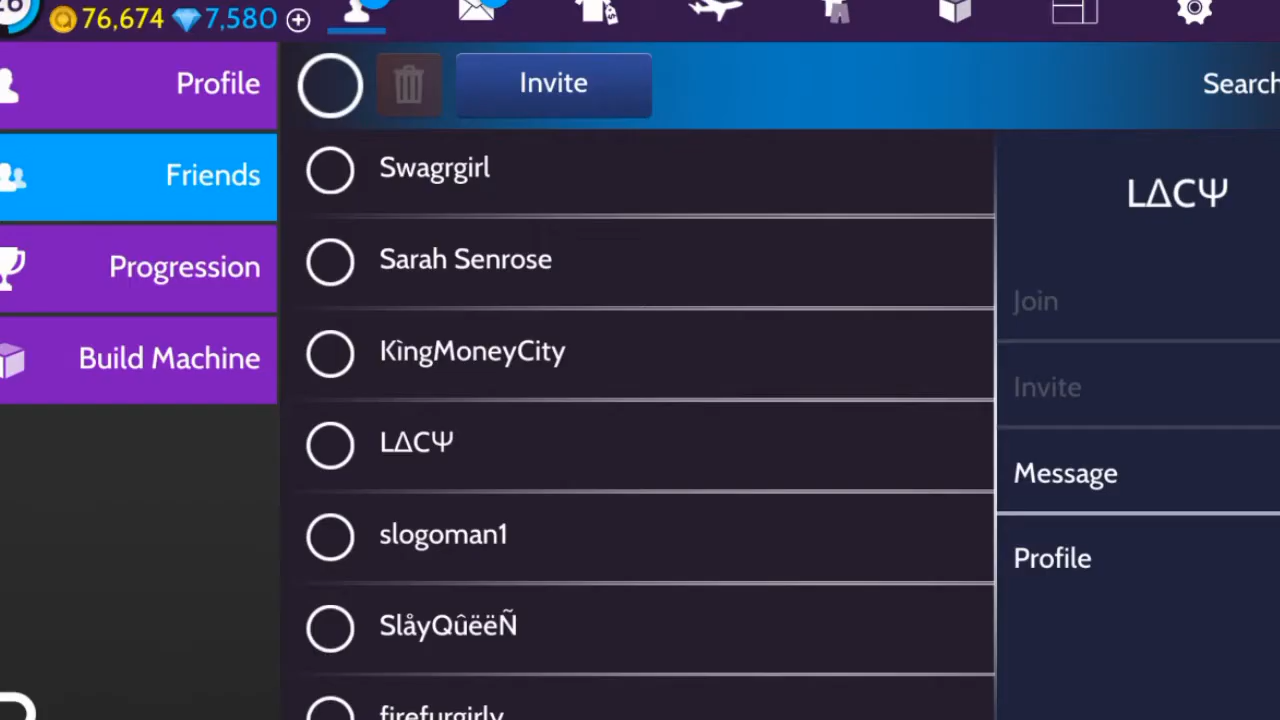 76,674 7,580
Profile
Friends
Progression
Build Machine
Invite
Search
Swagrgirl
Sarah Senrose
KìngMoneyCity
LΔCΨ
slogoman1
SlåyQûëëÑ
firefurgirly
LΔCΨ
Join
Invite
Message
Profile